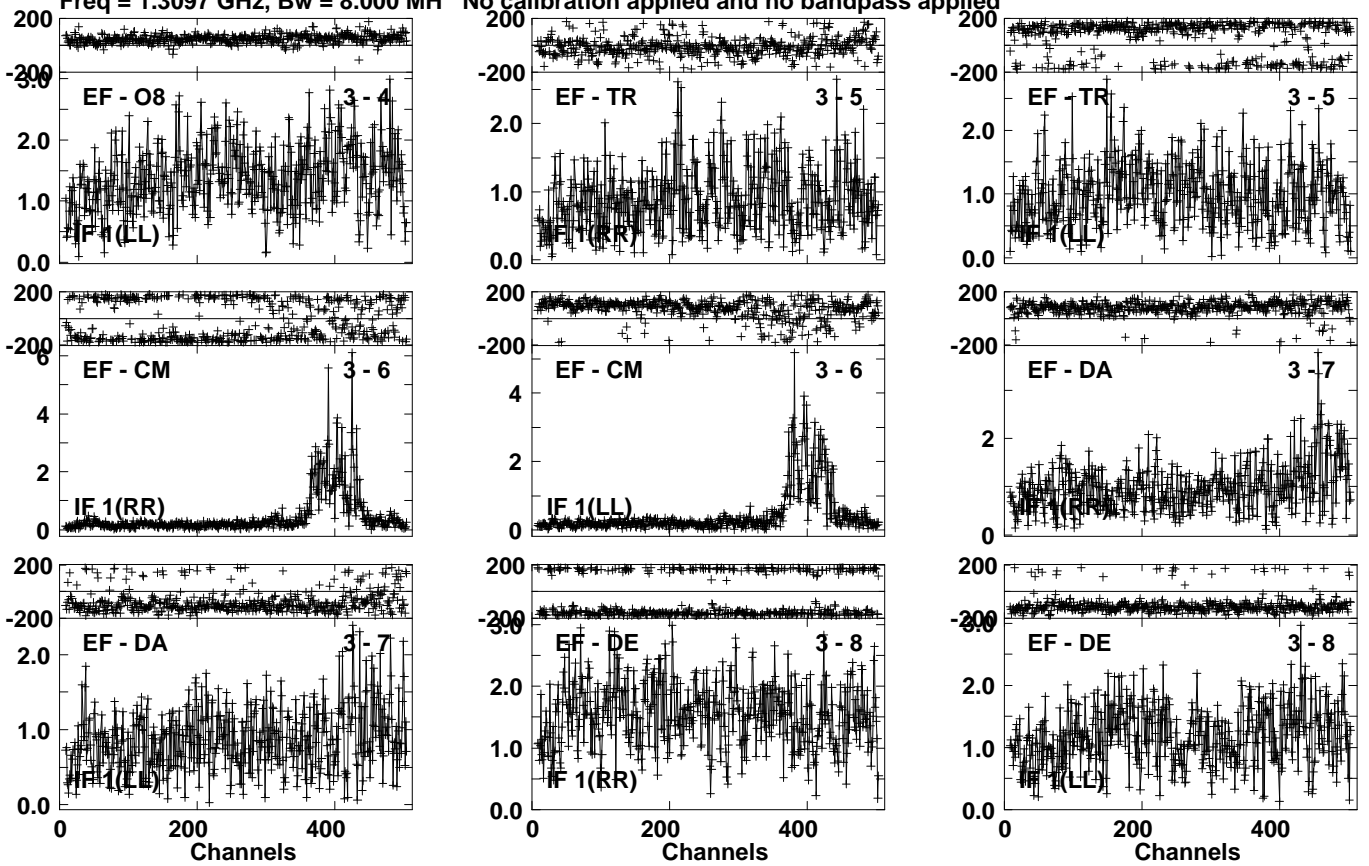 Freq = 1.3097 GHz, Bw = 8.000 MH No calibration applied and no bandpass applied
200 200 200
-200 -200 -200
3.0
EF - O8 3 - 4 EF - TR 3 - 5 EF - TR 3 - 5
2.0 2.0 2.0
1.0 1.0 1.0
IF 1(LL) IF 1(RR) IF 1(LL)
0.0 0.0 0.0
200 200 200
-200 -200 -200
6
EF - CM 3 - 6 EF - CM 3 - 6 EF - DA 3 - 7
4 4
2 2 2
IF 1(RR) IF 1(LL) IF 1(RR)
0 0 0
200 200 200
-200 -200 -200
3.0 3.0
EF - DA 3 - 7 EF - DE 3 - 8 EF - DE 3 - 8
2.0 2.0 2.0
1.0 1.0 1.0
IF 1(LL) IF 1(RR) IF 1(LL)
0.0 0.0 0.0
0 200 400 0 200 400 0 200 400
Channels Channels Channels